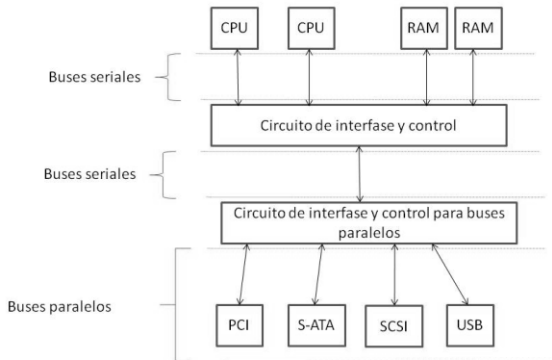 CPU
CPU
RAM
RAM
Buses seriales
Circuito de interfase y control
Buses seriales
Circuito de interfase y control para buses
paralelos
Buses paralelos
PCI
S-ATA
SCSI
USB